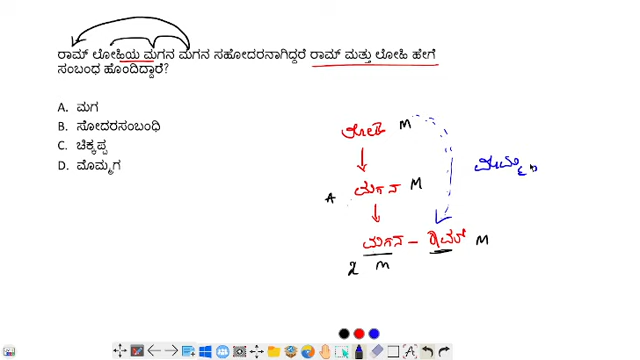 ರಾಮ್ ಲೋಹಿಯ ಮಗನ ಮಗನ ಸಹೋದರನಾಗಿದ್ದರೆ ರಾಮ್ ಮತ್ತು ಲೋಹಿ ಹೇಗೆ
ಸಂಬಂಧ ಹೊಂದಿದ್ದಾರೆ?
A. ಮಗ
B. ಸೋದರಸಂಬಂಧಿ
C. ಚಿಕ್ಕಪ್ಪ
D. ಮೊಮ್ಮಗ
ಲೋಹಿ M
A ಮಗನ M
ಮಗನ – ರಾಮ್ M
M